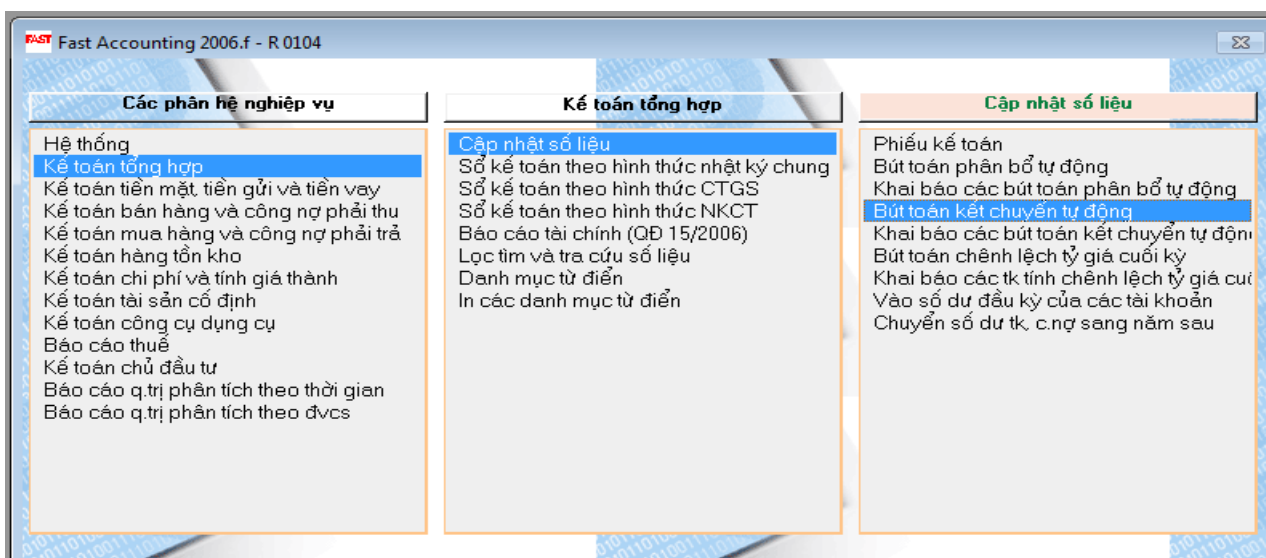 FAST Fast Accounting 2006.f - R 0104
Các phân hệ nghiệp vụ
Hệ thống
Kế toán tổng hợp
Kế toán tiền mặt, tiền gửi và tiền vay
Kế toán bán hàng và công nợ phải thu
Kế toán mua hàng và công nợ phải trả
Kế toán hàng tồn kho
Kế toán chi phí và tính giá thành
Kế toán tài sản cố định
Kế toán công cụ dụng cụ
Báo cáo thuế
Kế toán chủ đầu tư
Báo cáo q.trị phân tích theo thời gian
Báo cáo q.trị phân tích theo đvcs
Kế toán tổng hợp
Cập nhật số liệu
Sổ kế toán theo hình thức nhật ký chung
Sổ kế toán theo hình thức CTGS
Sổ kế toán theo hình thức NKCT
Báo cáo tài chính (QĐ 15/2006)
Lọc tìm và tra cứu số liệu
Danh mục từ điển
In các danh mục từ điển
Cập nhật số liệu
Phiếu kế toán
Bút toán phân bổ tự động
Khai báo các bút toán phân bổ tự động
Bút toán kết chuyển tự động
Khai báo các bút toán kết chuyển tự độn
Bút toán chênh lệch tỷ giá cuối kỳ
Khai báo các tk tính chênh lệch tỷ giá cuố
Vào số dư đầu kỳ của các tài khoản
Chuyển số dư tk, c.nợ sang năm sau